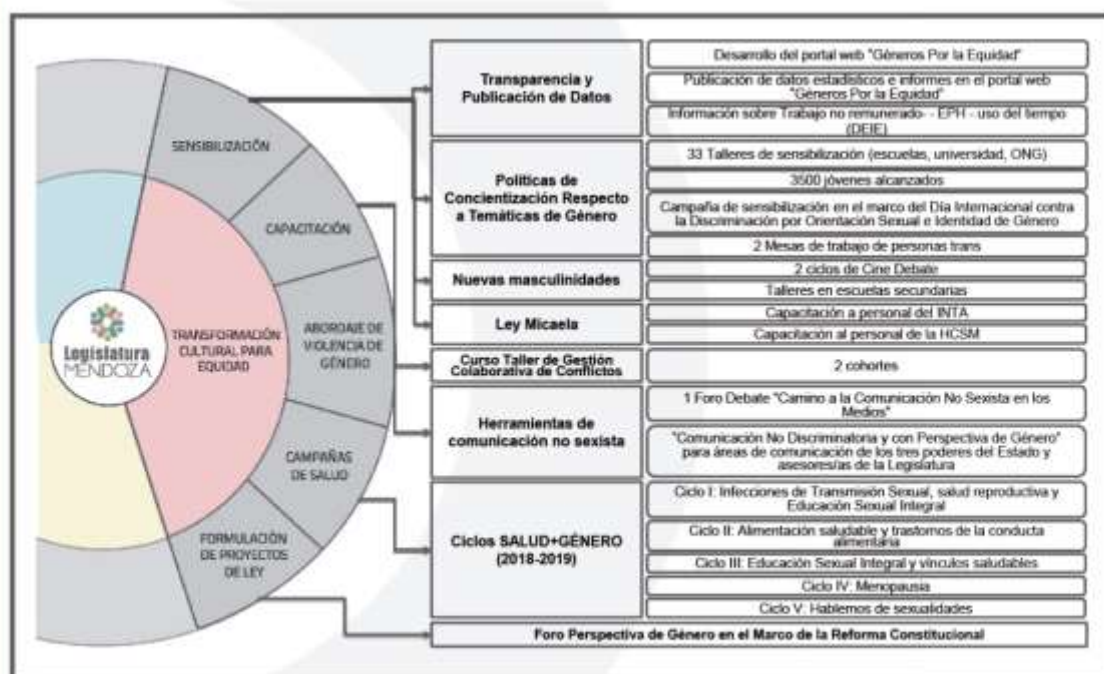 SENSIBILIZACIÓN
CAPACITACIÓN
ABORDAJE DE
VIOLENCIA DE
GÉNERO
CAMPAÑAS
DE SALUD
FORMULACIÓN
DE PROYECTOS
DE LEY
TRANSFORMACIÓN
CULTURAL PARA
EQUIDAD
Legislatura
MENDOZA
Transparencia y
Publicación de Datos
Desarrollo del portal web "Géneros Por la Equidad"
Publicación de datos estadísticos e informes en el portal web
"Géneros Por la Equidad"
Información sobre Trabajo no remunerado- - EPH - uso del tiempo
(DEIE)
Políticas de
Concientización Respecto
a Temáticas de Género
33 Talleres de sensibilización (escuelas, universidad, ONG)
3500 jóvenes alcanzados
Campaña de sensibilización en el marco del Día Internacional contra
la Discriminación por Orientación Sexual e Identidad de Género
2 Mesas de trabajo de personas trans
Nuevas masculinidades
2 ciclos de Cine Debate
Talleres en escuelas secundarias
Ley Micaela
Capacitación a personal del INTA
Capacitación al personal de la HCSM
Curso Taller de Gestión
Colaborativa de Conflictos
2 cohortes
Herramientas de
comunicación no sexista
1 Foro Debate "Camino a la Comunicación No Sexista en los
Medios"
"Comunicación No Discriminatoria y con Perspectiva de Género"
para áreas de comunicación de los tres poderes del Estado y
asesores/as de la Legislatura
Ciclos SALUD+GÉNERO
(2018-2019)
Ciclo I: Infecciones de Transmisión Sexual, salud reproductiva y
Educación Sexual Integral
Ciclo II: Alimentación saludable y trastornos de la conducta
alimentaria
Ciclo III: Educación Sexual Integral y vínculos saludables
Ciclo IV: Menopausia
Ciclo V: Hablemos de sexualidades
Foro Perspectiva de Género en el Marco de la Reforma Constitucional